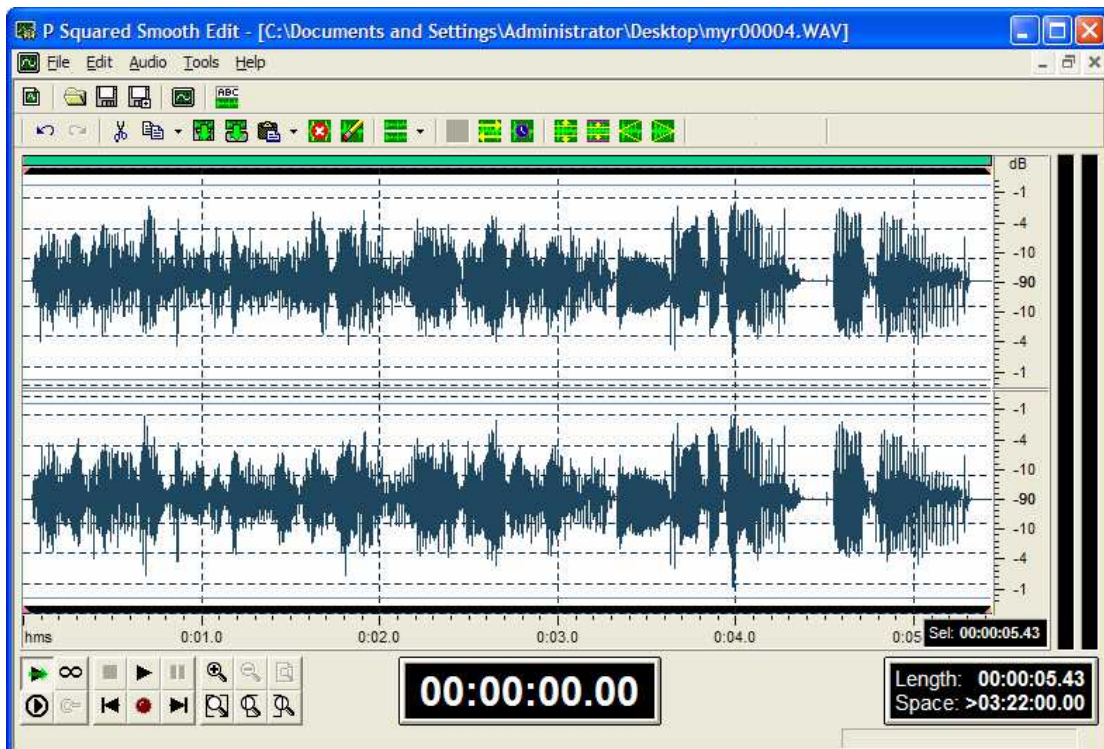 P Squared Smooth Edit - [C:\Documents and Settings\Administrator\Desktop\myr00004.WAV]
File Edit Audio Tools Help
ABC
dB
-1
-4
-10
-90
-10
-4
-1
-1
-4
-10
-90
-10
-4
-1
hms 0:01.0 0:02.0 0:03.0 0:04.0 0:05 Sel: 00:00:05.43
00:00:00.00
Length: 00:00:05.43
Space: >03:22:00.00